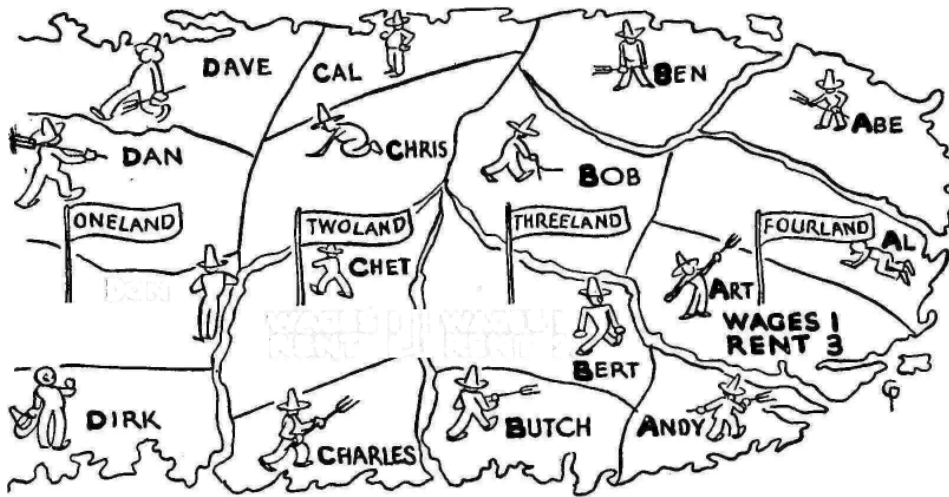 DAVE
CAL
BEN
ABE
DAN
CHRIS
BOB
ONELAND
TWOLAND
THREELAND
FOURLAND
AL
CHET
ART
WAGES 1
RENT 3
BERT
DIRK
CHARLES
BUTCH
ANDY